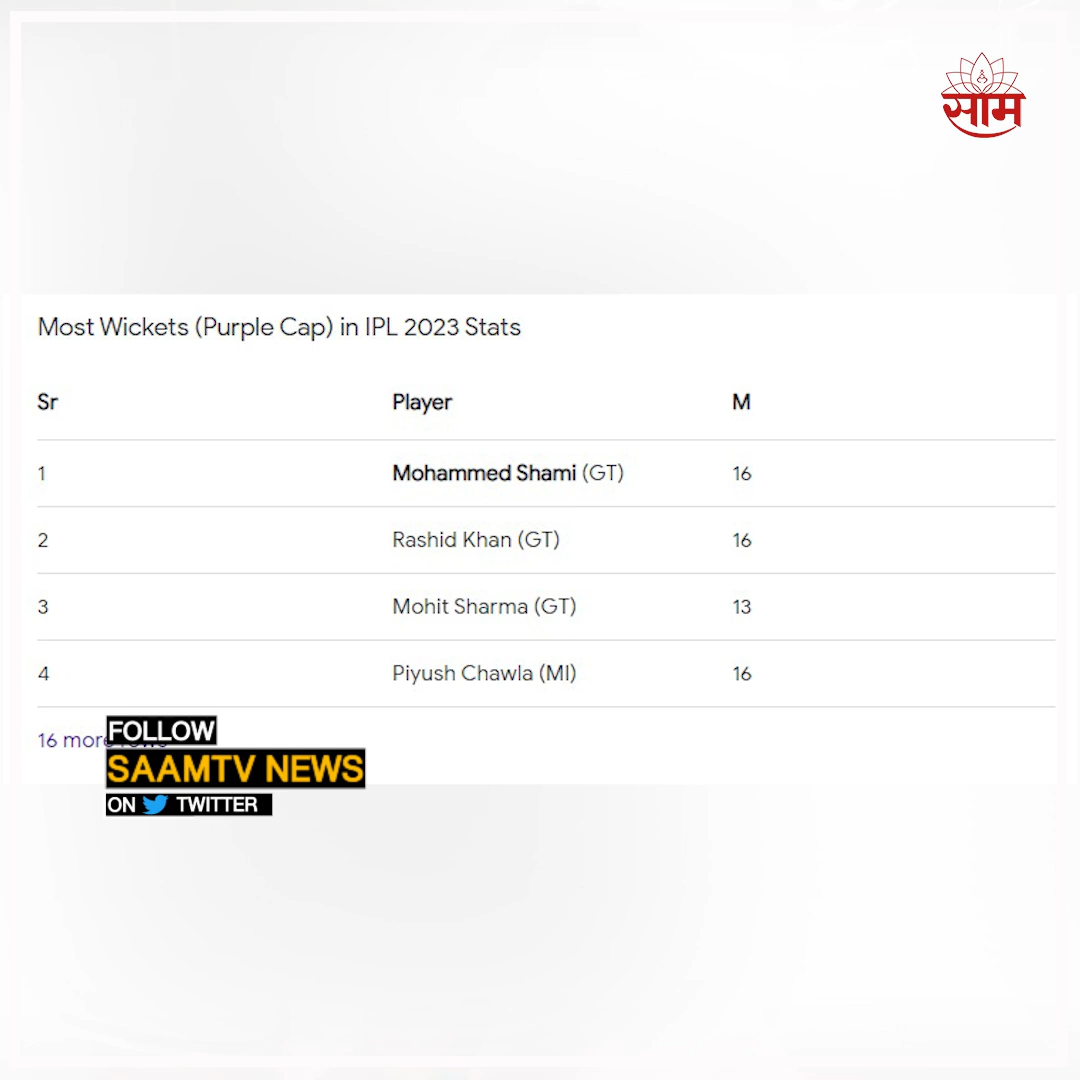 साम
Most Wickets (Purple Cap) in IPL 2023 Stats
Sr Player M
1 Mohammed Shami (GT) 16
2 Rashid Khan (GT) 16
3 Mohit Sharma (GT) 13
4 Piyush Chawla (MI) 16
16 more rows
FOLLOW
SAAMTV NEWS
ON TWITTER